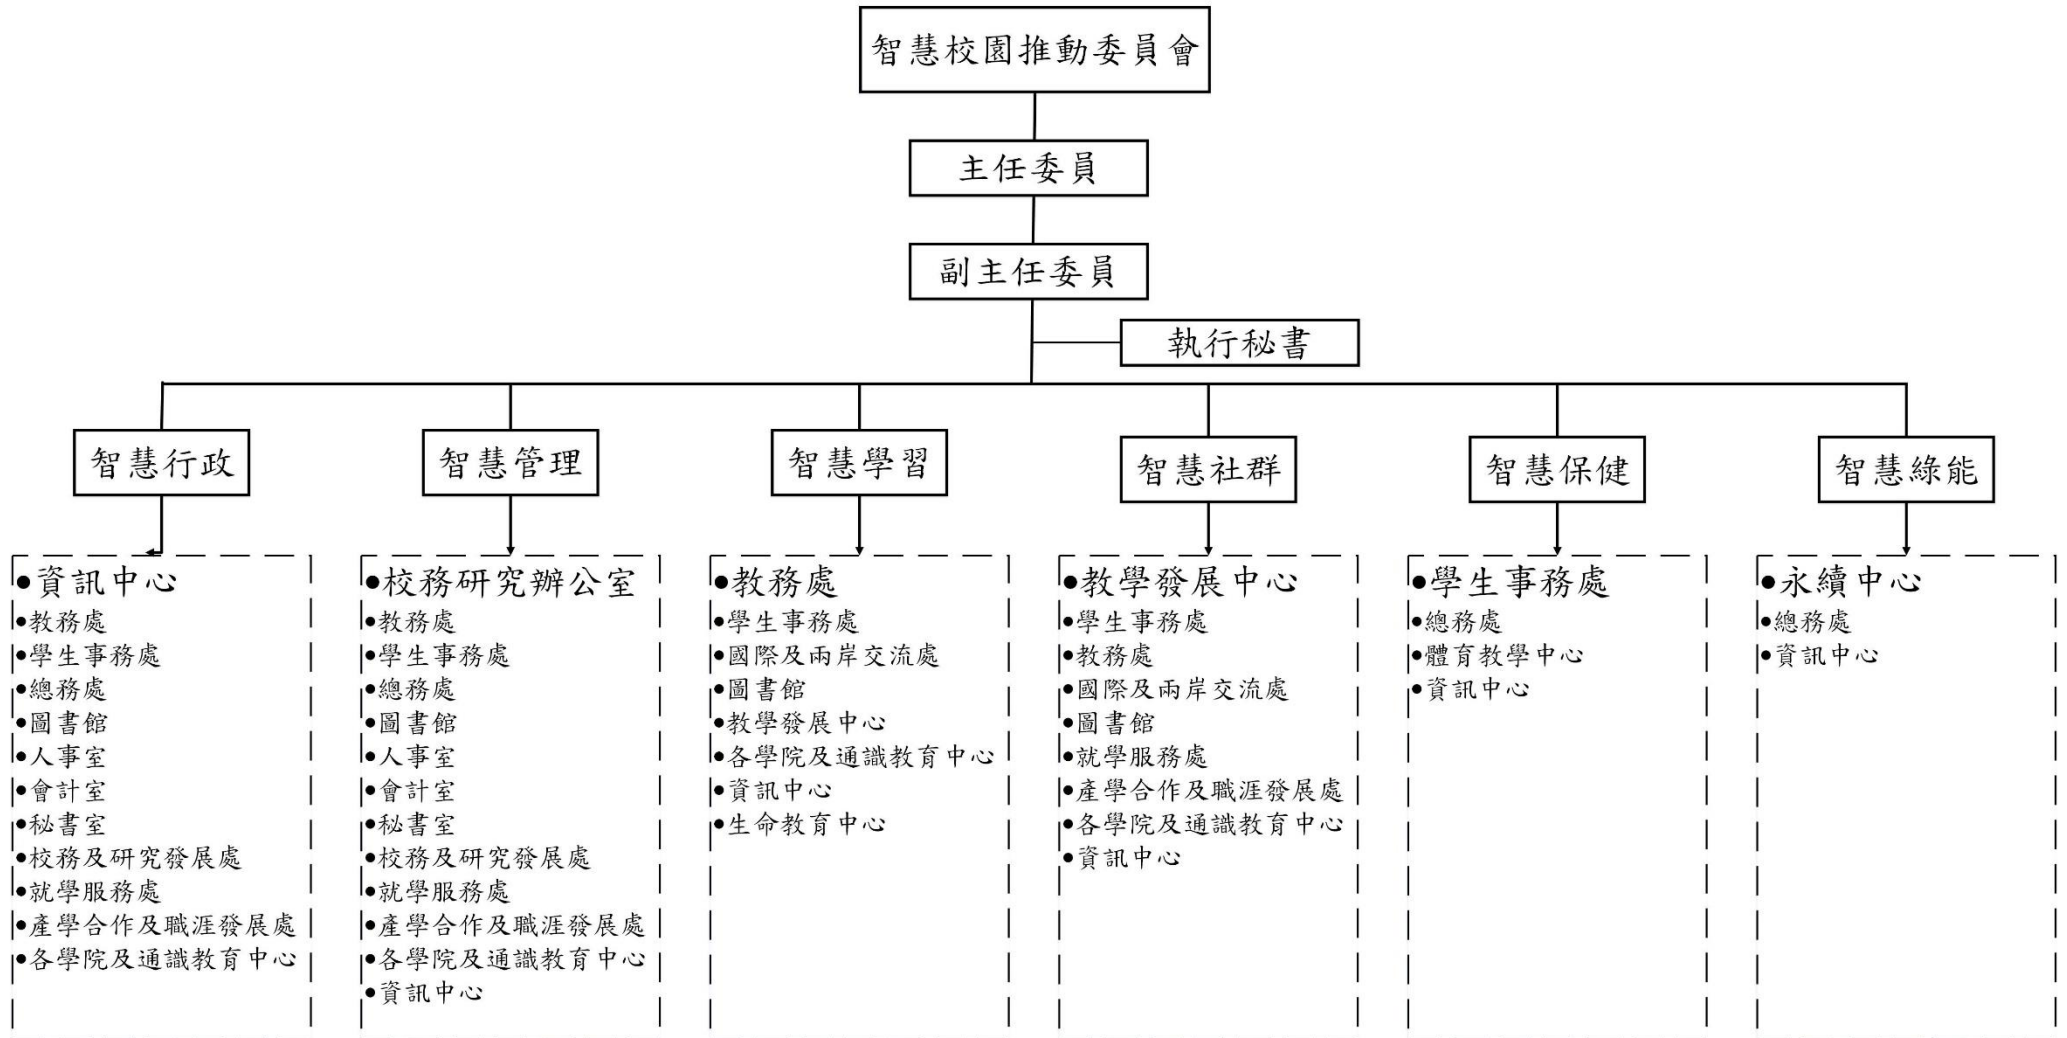 智慧校園推動委員會
主任委員
副主任委員
執行秘書
智慧行政
智慧管理
智慧學習
智慧社群
智慧保健
智慧綠能
•資訊中心
•教務處
•學生事務處
•總務處
•圖書館
•人事室
•會計室
•秘書室
•校務及研究發展處
•就學服務處
•產學合作及職涯發展處
•各學院及通識教育中心
•校務研究辦公室
•教務處
•學生事務處
•總務處
•圖書館
•人事室
•會計室
•秘書室
•校務及研究發展處
•就學服務處
•產學合作及職涯發展處
•各學院及通識教育中心
•資訊中心
•教務處
•學生事務處
•國際及兩岸交流處
•圖書館
•教學發展中心
•各學院及通識教育中心
•資訊中心
•生命教育中心
•教學發展中心
•學生事務處
•教務處
•國際及兩岸交流處
•圖書館
•就學服務處
•產學合作及職涯發展處
•各學院及通識教育中心
•資訊中心
•學生事務處
•總務處
•體育教學中心
•資訊中心
•永續中心
•總務處
•資訊中心